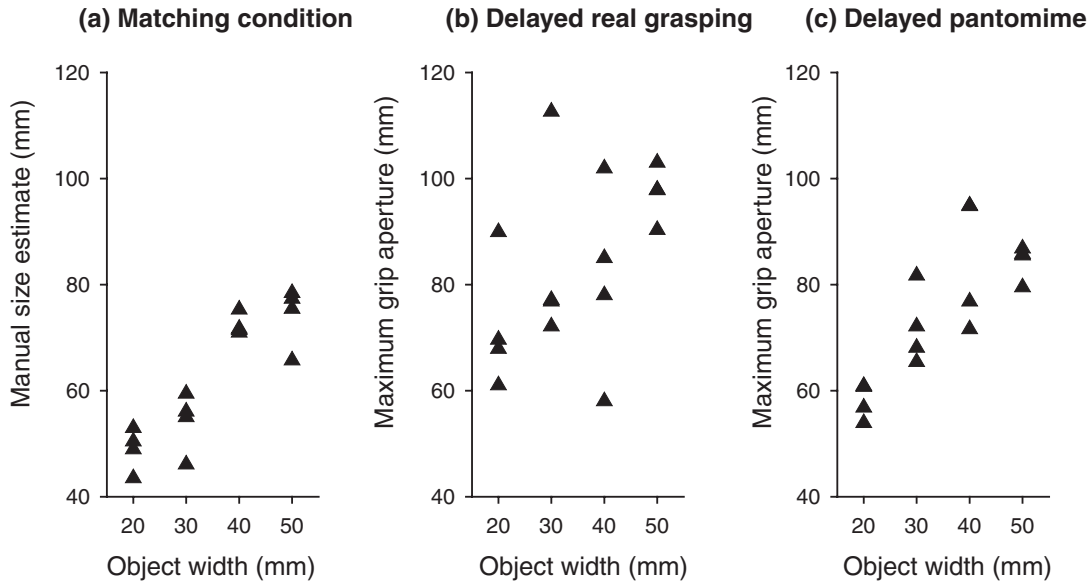 (a) Matching condition
120
100
80
60
40
20 30 40 50
Manual size estimate (mm)
Object width (mm)
(b) Delayed real grasping
120
100
80
60
40
20 30 40 50
Maximum grip aperture (mm)
Object width (mm)
(c) Delayed pantomime
120
100
80
60
40
20 30 40 50
Maximum grip aperture (mm)
Object width (mm)